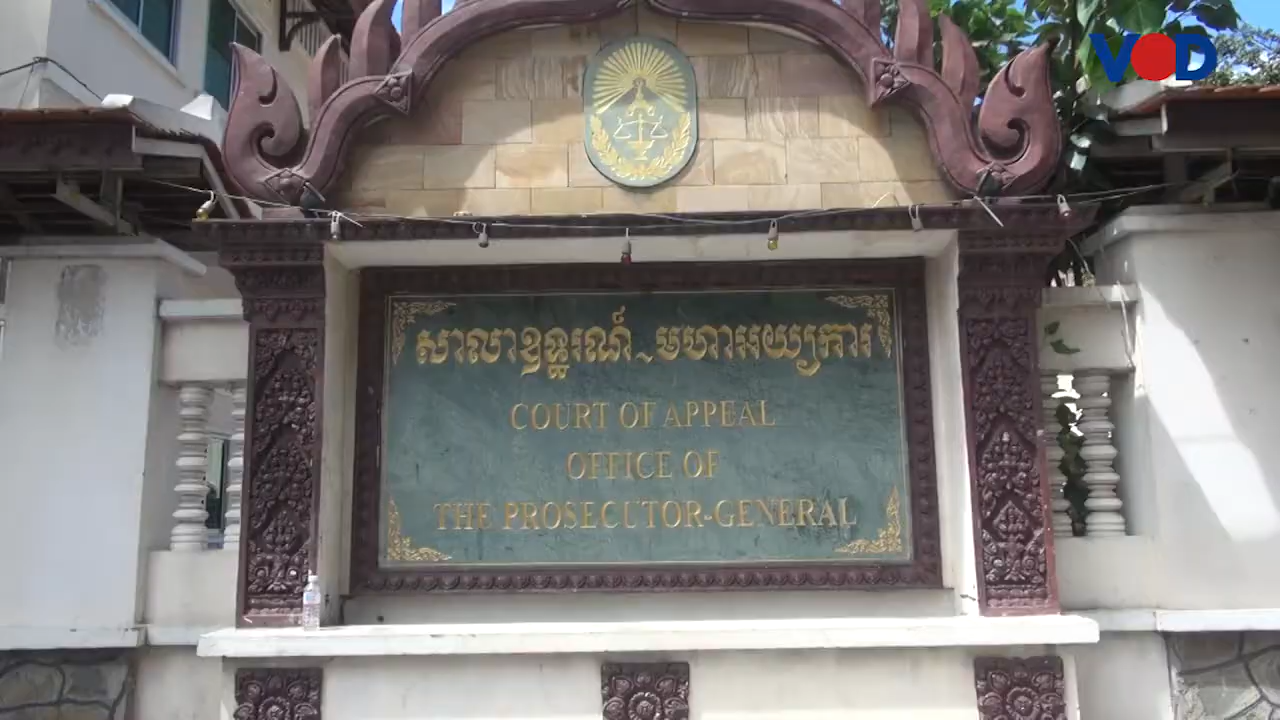 VOD
សាលាឧទ្ធរណ៍ ~ មហាអយ្យការ
COURT OF APPEAL
OFFICE OF
THE PROSECUTOR-GENERAL